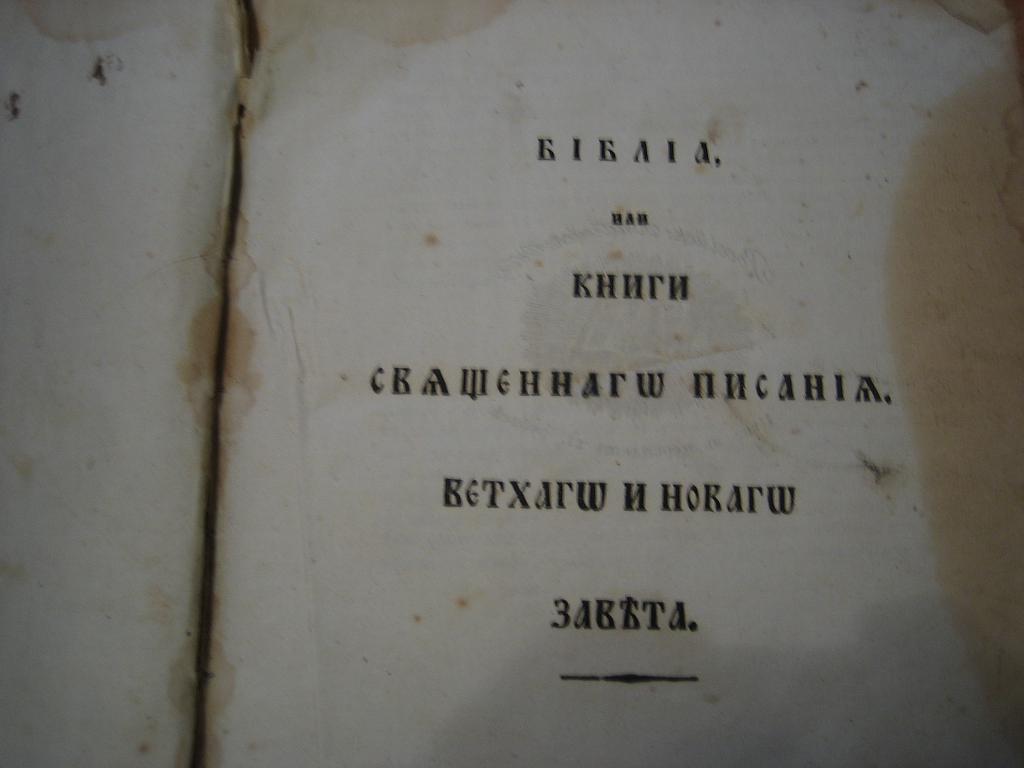 БІБЛІА,
или
КНИГИ
СВѦЩЕННАГѠ ПИСАНІѦ.
ВЕТХАГѠ И НОВАГѠ
ЗАВѢТА.